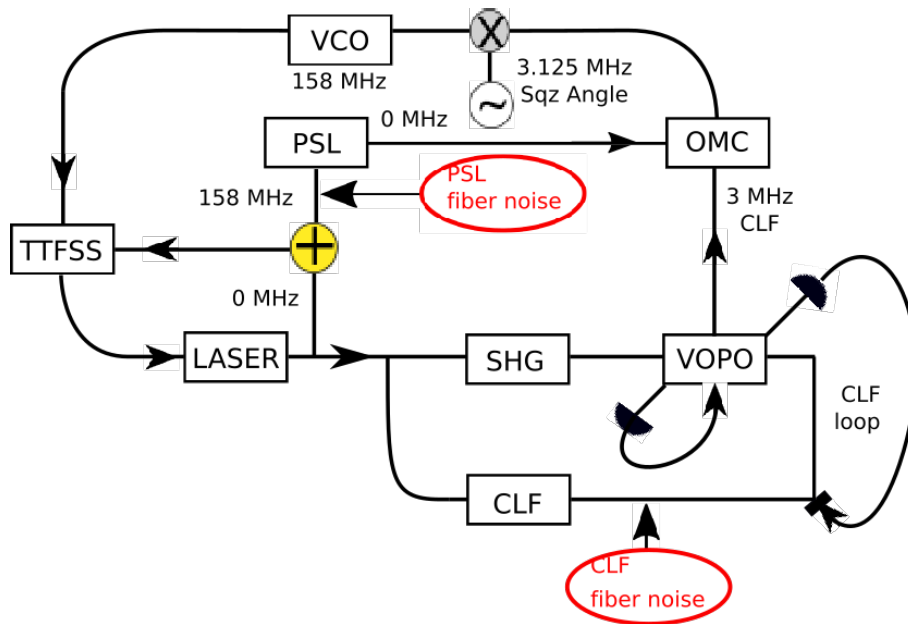 VCO
X
158 MHz
3.125 MHz
Sqz Angle
~
0 MHz
PSL
OMC
PSL
fiber noise
158 MHz
3 MHz
CLF
TTFSS
+
0 MHz
LASER
SHG
VOPO
CLF
loop
CLF
CLF
fiber noise